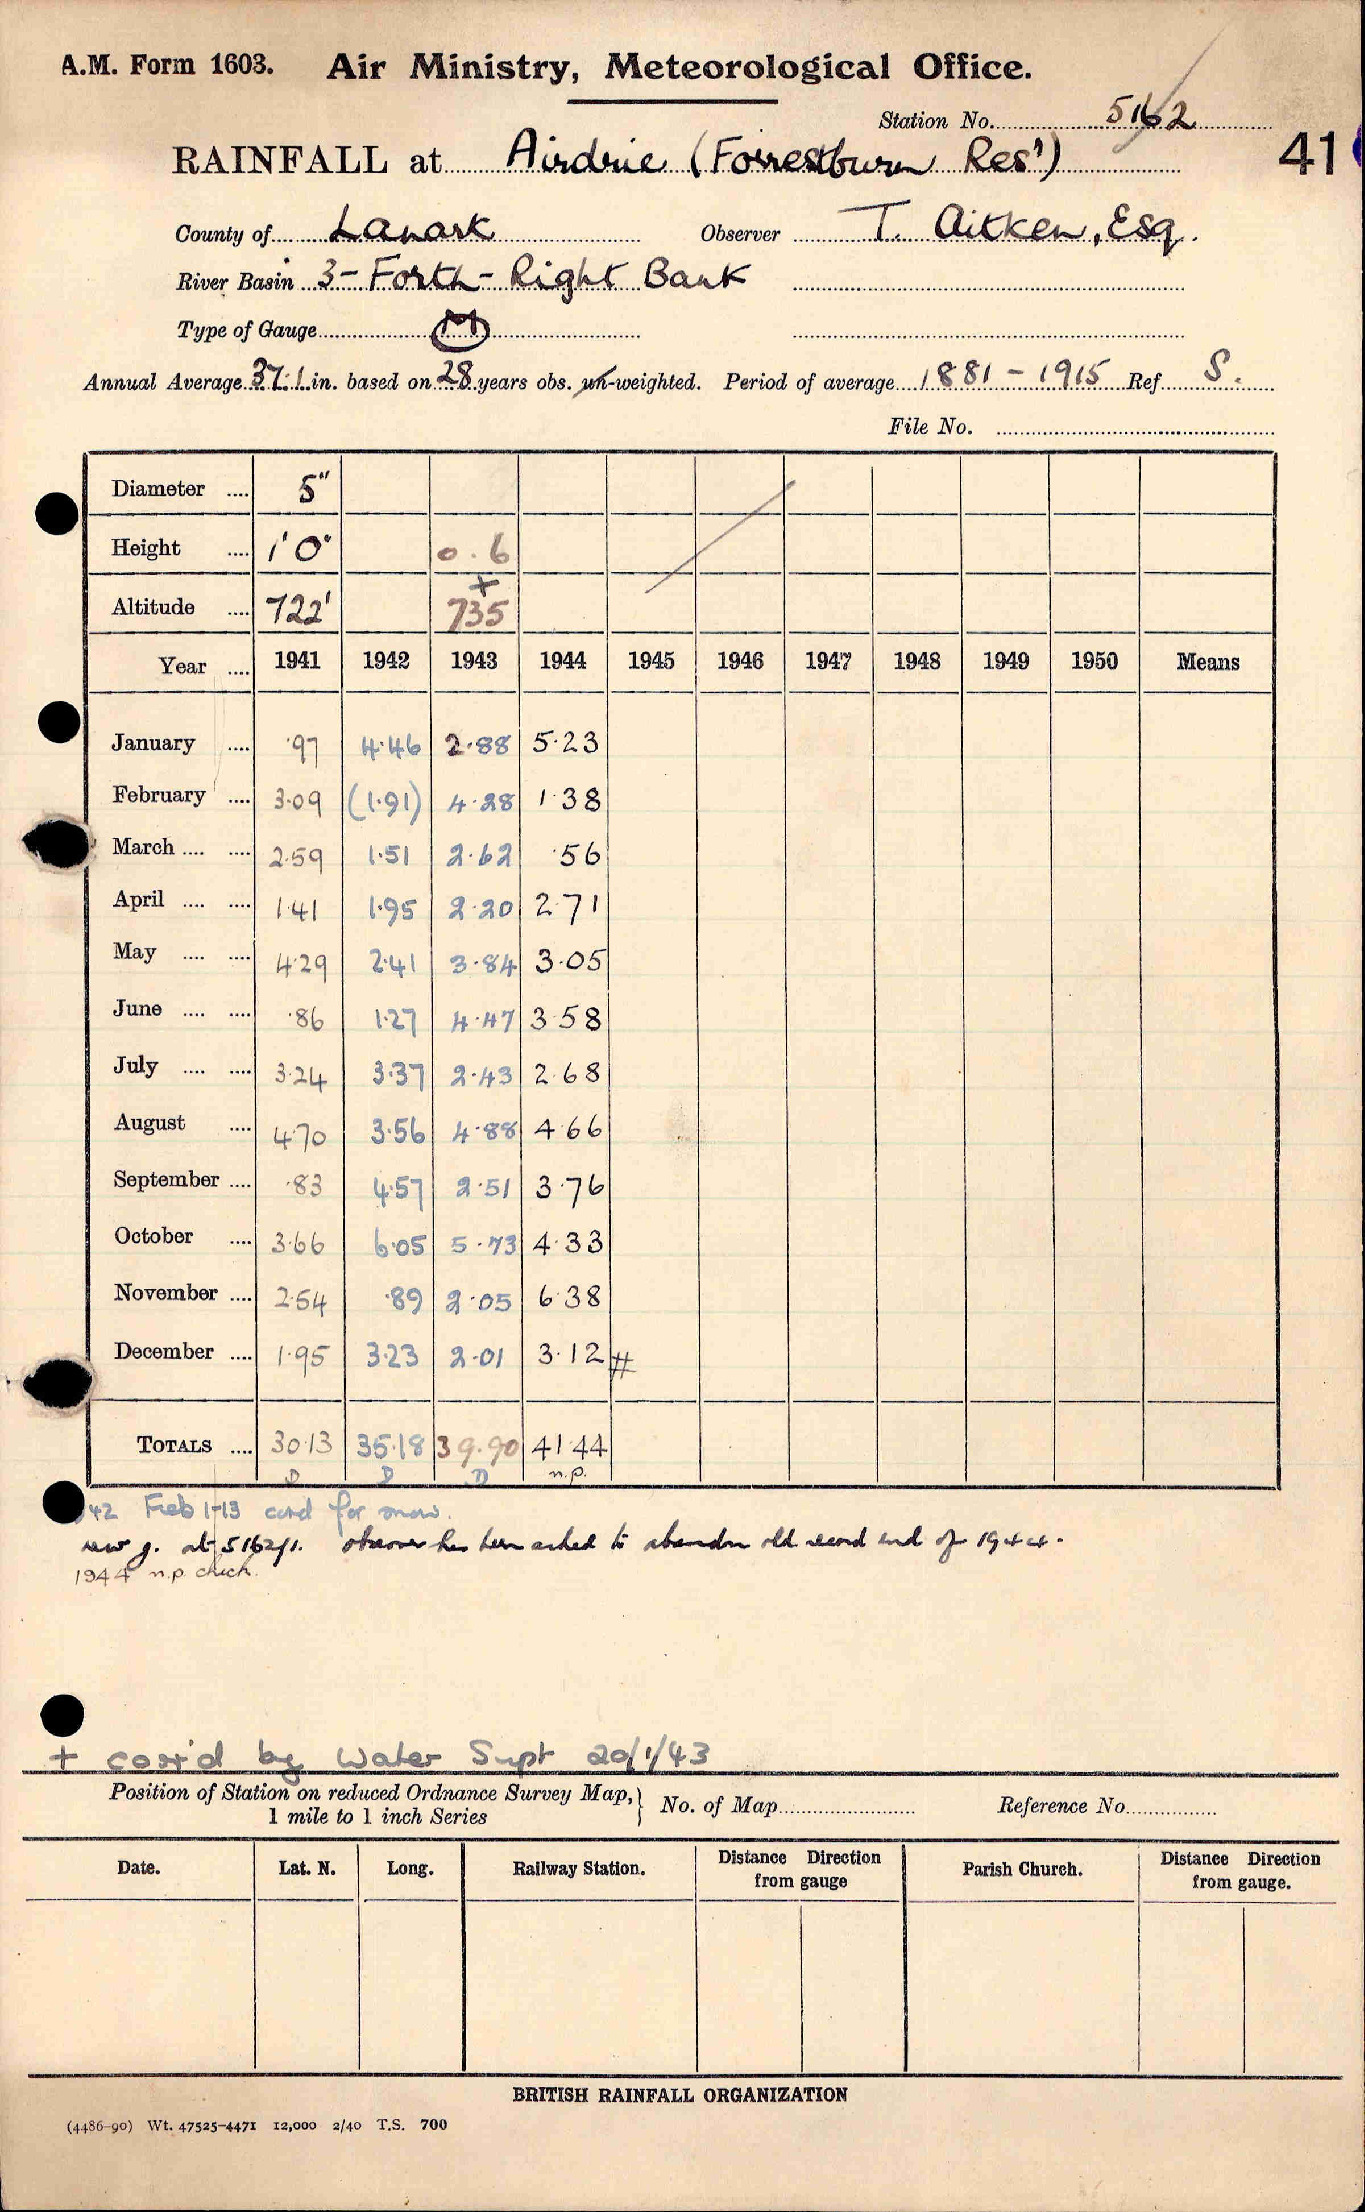 A.M. Form 1603. Air Ministry, Meteorological Office.
Station No. 5162
41
RAINFALL at Airdrie (Forrestburn Resr)
County of Lanark Observer T. Aitken, Esq.
River Basin 3 - Forth - Right Bank
Type of Gauge M
Annual Average 37.1 in. based on 28 years obs. un-weighted. Period of average 1881 - 1915 Ref S.
File No.
Diameter .... 5"
Height .... 1'0" 0.6
+
Altitude .... 722' 735
Year .... 1941 1942 1943 1944 1945 1946 1947 1948 1949 1950 Means
January .... ·97 4·46 2·88 5·23
February .... 3·09 (1·91) 4·28 1·38
March .... .... 2·59 1·51 2·62 ·56
April .... .... 1·41 1·95 2·20 2·71
May .... .... 4·29 2·41 3·84 3·05
June .... .... ·86 1·27 4·47 3·58
July .... .... 3·24 3·37 2·43 2·68
August .... 4·70 3·56 4·88 4·66
September .... ·83 4·57 2·51 3·76
October .... 3·66 6·05 5·73 4·33
November .... 2·54 ·89 2·05 6·38
December .... 1·95 3·23 2·01 3·12 #
TOTALS .... 30·13 35·18 39.90 41·44
D D D n.p.
42 Feb 1-13 cord for snow.
new g. at 5162/1. observer has been asked to abandon old record end of 1944.
1944 n.p. check.
+ corr'd by Water Supt 20/1/43
Position of Station on reduced Ordnance Survey Map, } No. of Map Reference No.
1 mile to 1 inch Series
Date. Lat. N. Long. Railway Station. Distance Direction from gauge Parish Church. Distance Direction from gauge.
BRITISH RAINFALL ORGANIZATION
(4486-90) Wt. 47525-4471 12,000 2/40 T.S. 700